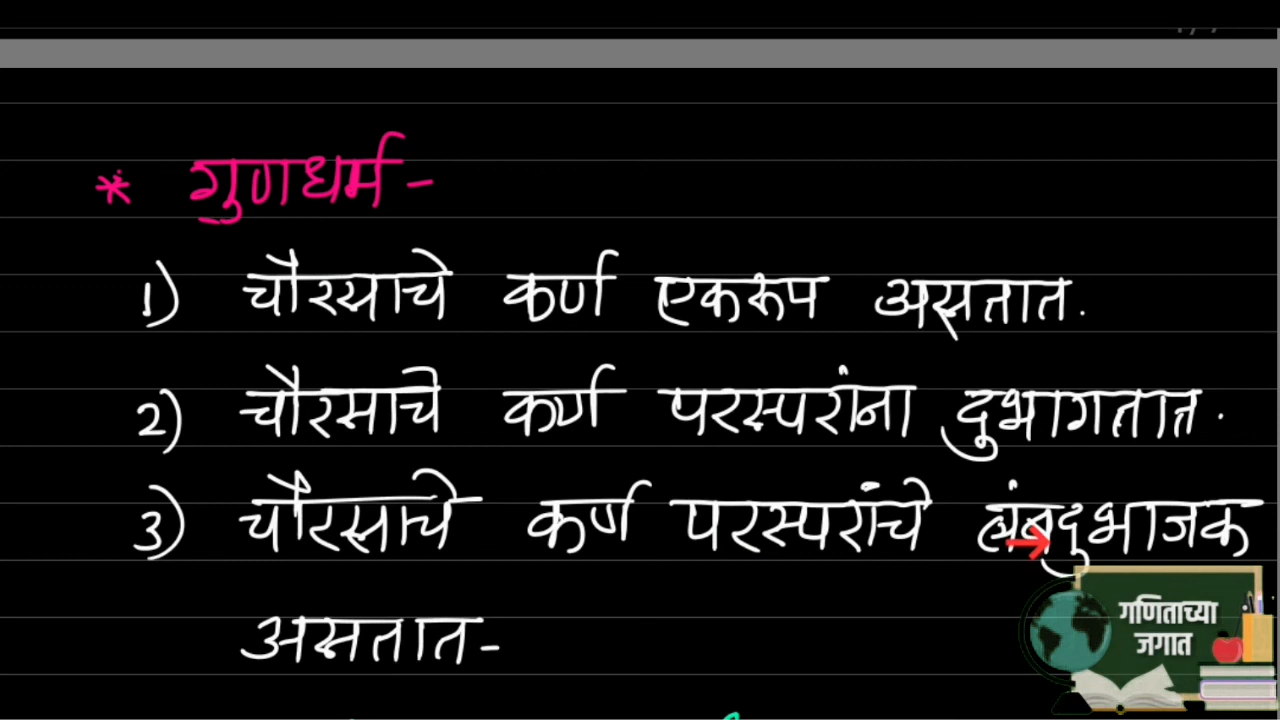 * गुणधर्म -
1) चौरसाचे कर्ण एकरूप असतात.
2) चौरसाचे कर्ण परस्परांना दुभागतात.
3) चौरसाचे कर्ण परस्परांचे लंबदुभाजक
असतात-
गणिताच्या
जगात